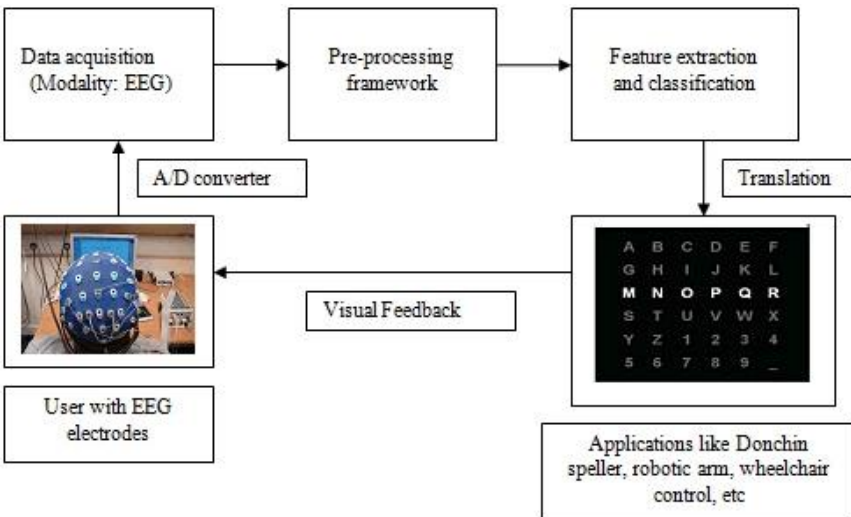 Data acquisition
(Modality: EEG)
Pre-processing
framework
Feature extraction
and classification
A/D converter
Translation
A B C D E F
G H I J K L
M N O P Q R
S T U V W X
Y Z 1 2 3 4
5 6 7 8 9 _
Visual Feedback
User with EEG
electrodes
Applications like Donchin
speller, robotic arm, wheelchair
control, etc